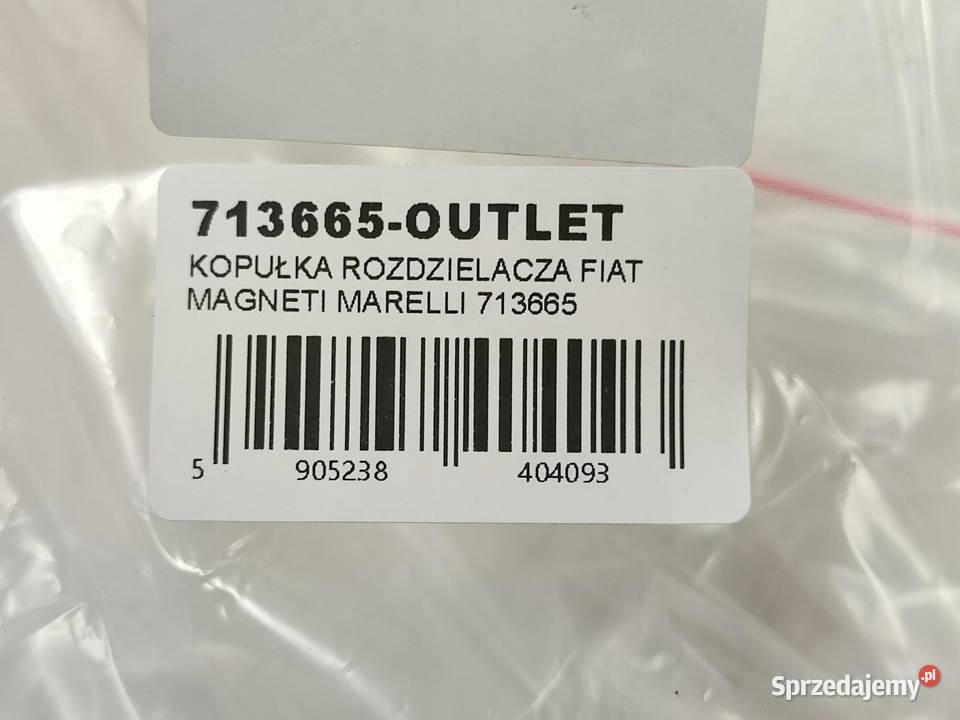 713665-OUTLET
KOPUŁKA ROZDZIELACZA FIAT
MAGNETI MARELLI 713665
5 905238 404093
Sprzedajemy.pl